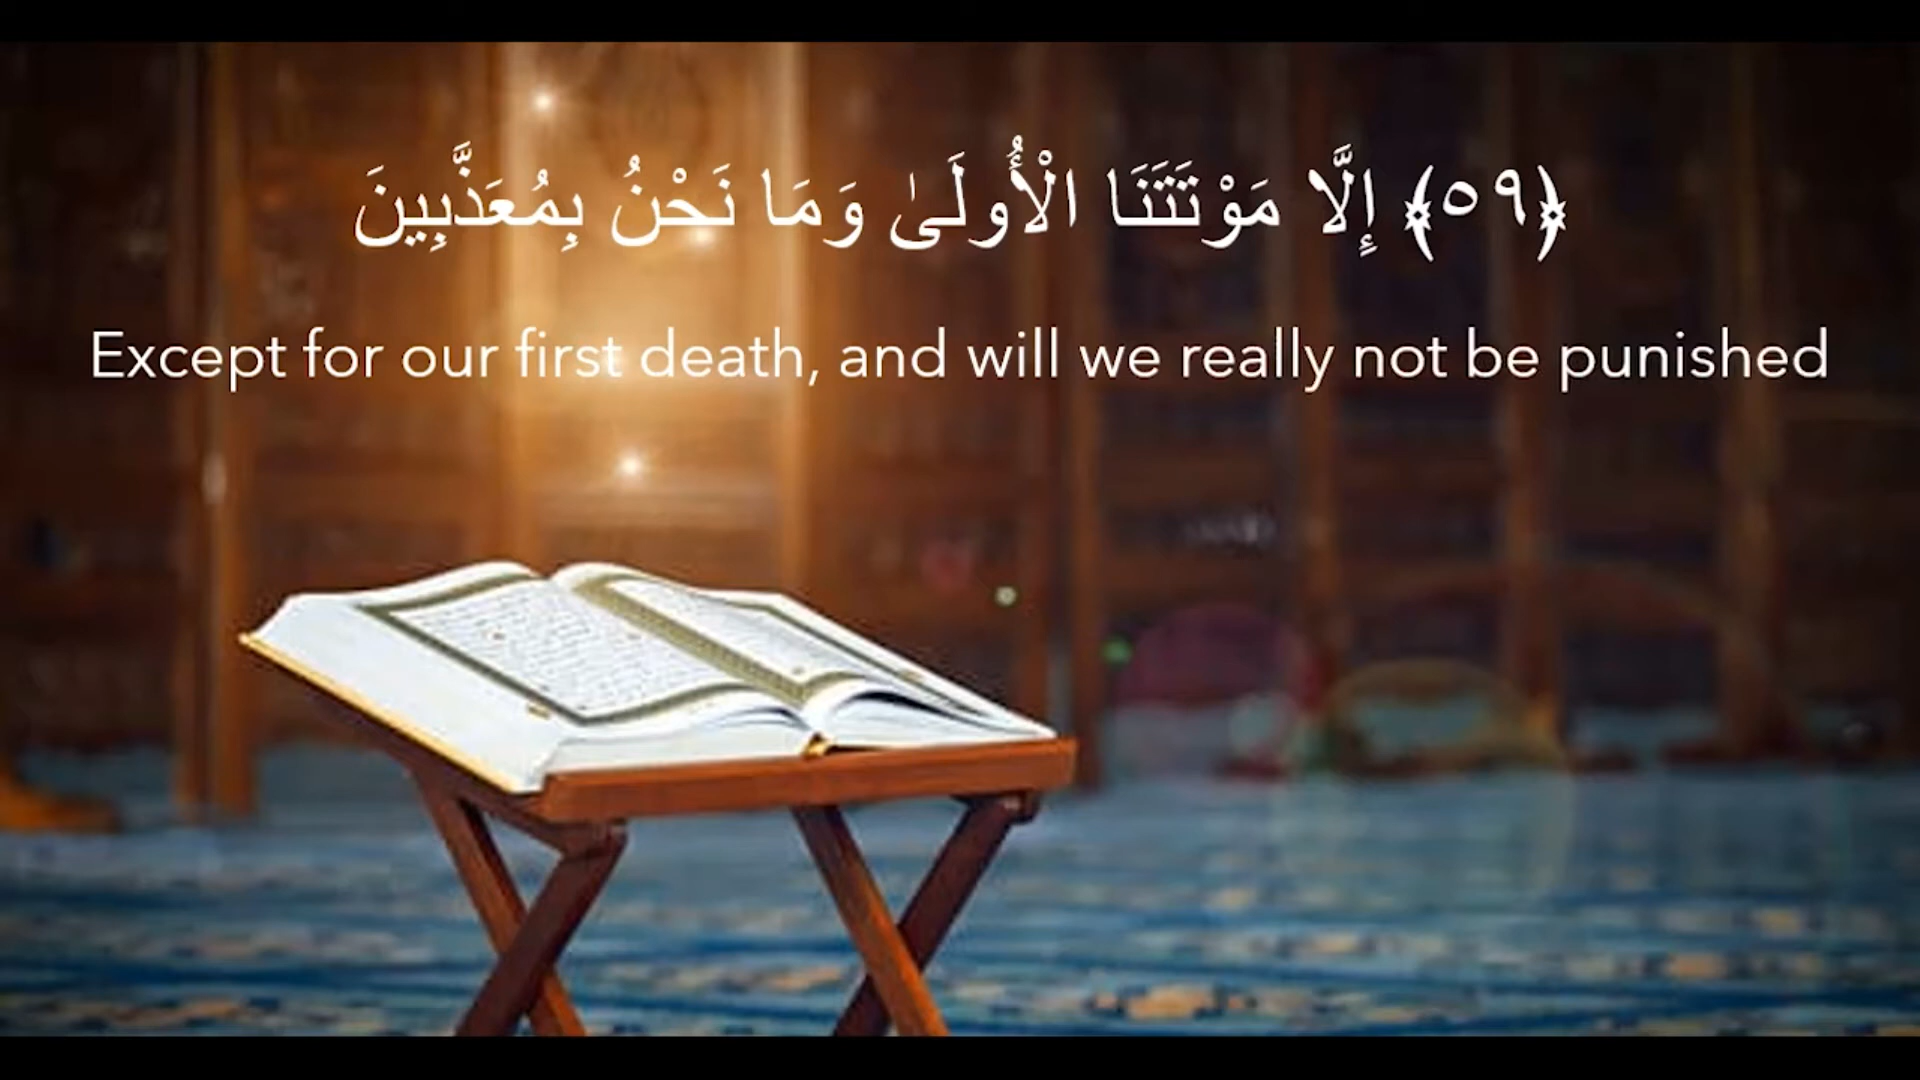 ﴿٥٩﴾ إِلَّا مَوْتَتَنَا الْأُولَىٰ وَمَا نَحْنُ بِمُعَذَّبِينَ
Except for our first death, and will we really not be punished